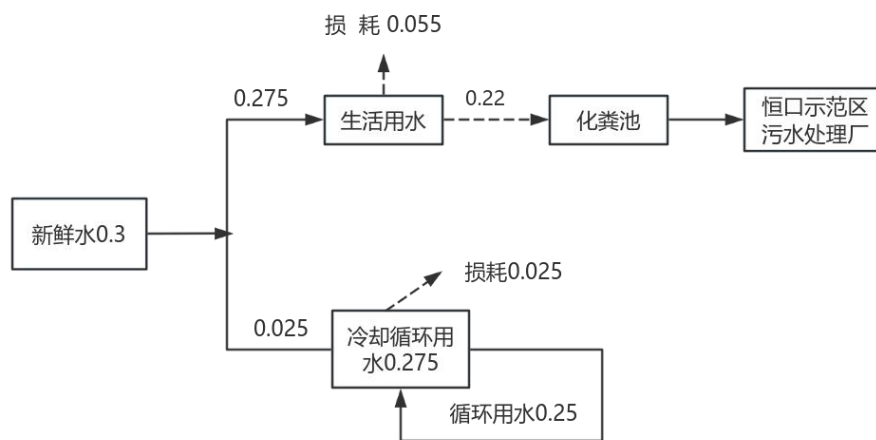 损 耗 0.055
0.275
生活用水
0.22
化粪池
恒口示范区
污水处理厂
新鲜水0.3
损耗0.025
0.025
冷却循环用
水0.275
循环用水0.25